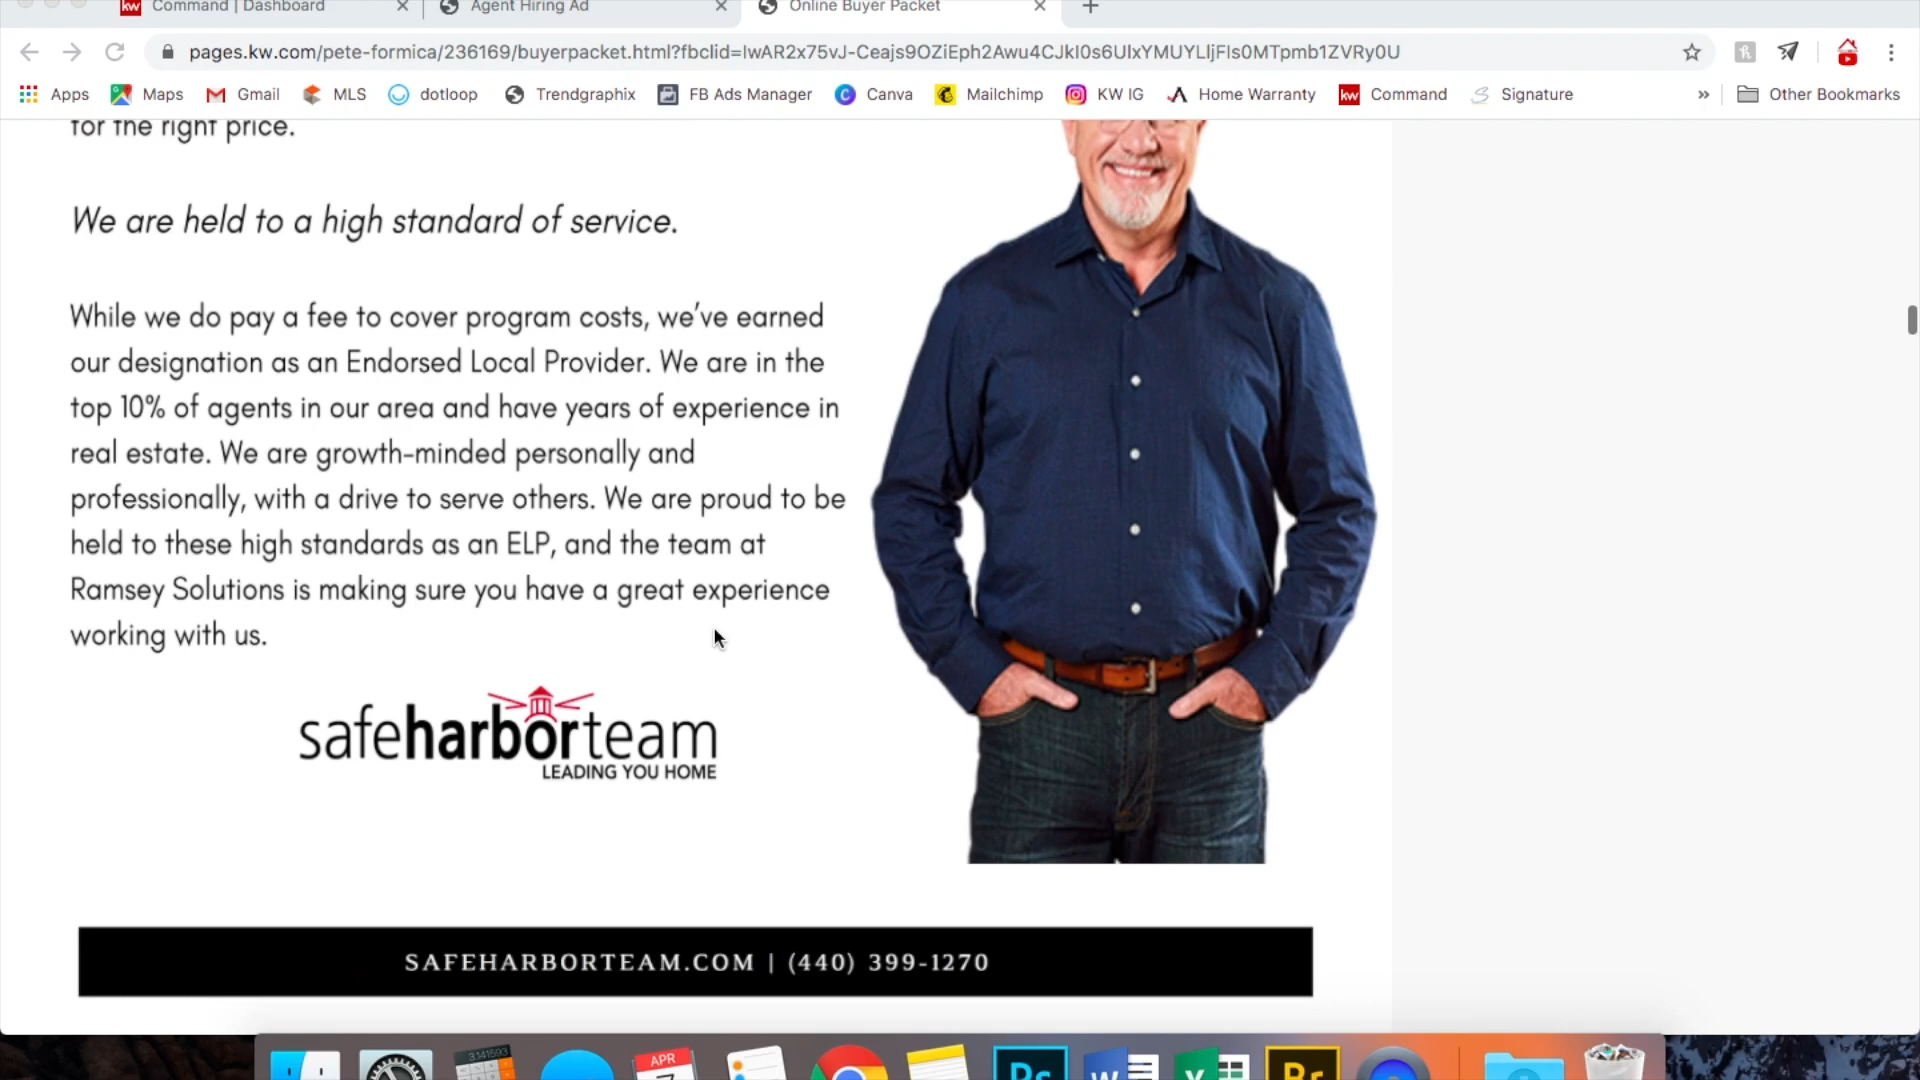 Command | Dashboard
Agent Hiring Ad
Online Buyer Packet
pages.kw.com/pete-formica/236169/buyerpacket.html?fbclid=IwAR2x75vJ-Ceajs9OZiEph2Awu4CJkI0s6UIxYMUYLljFIs0MTpmb1ZVRy0U
Apps Maps Gmail MLS dotloop Trendgraphix FB Ads Manager Canva Mailchimp KW IG Home Warranty Command Signature » Other Bookmarks
for the right price.
We are held to a high standard of service.
While we do pay a fee to cover program costs, we've earned
our designation as an Endorsed Local Provider. We are in the
top 10% of agents in our area and have years of experience in
real estate. We are growth-minded personally and
professionally, with a drive to serve others. We are proud to be
held to these high standards as an ELP, and the team at
Ramsey Solutions is making sure you have a great experience
working with us.
safeharborteam
LEADING YOU HOME
SAFEHARBORTEAM.COM | (440) 399-1270
APR